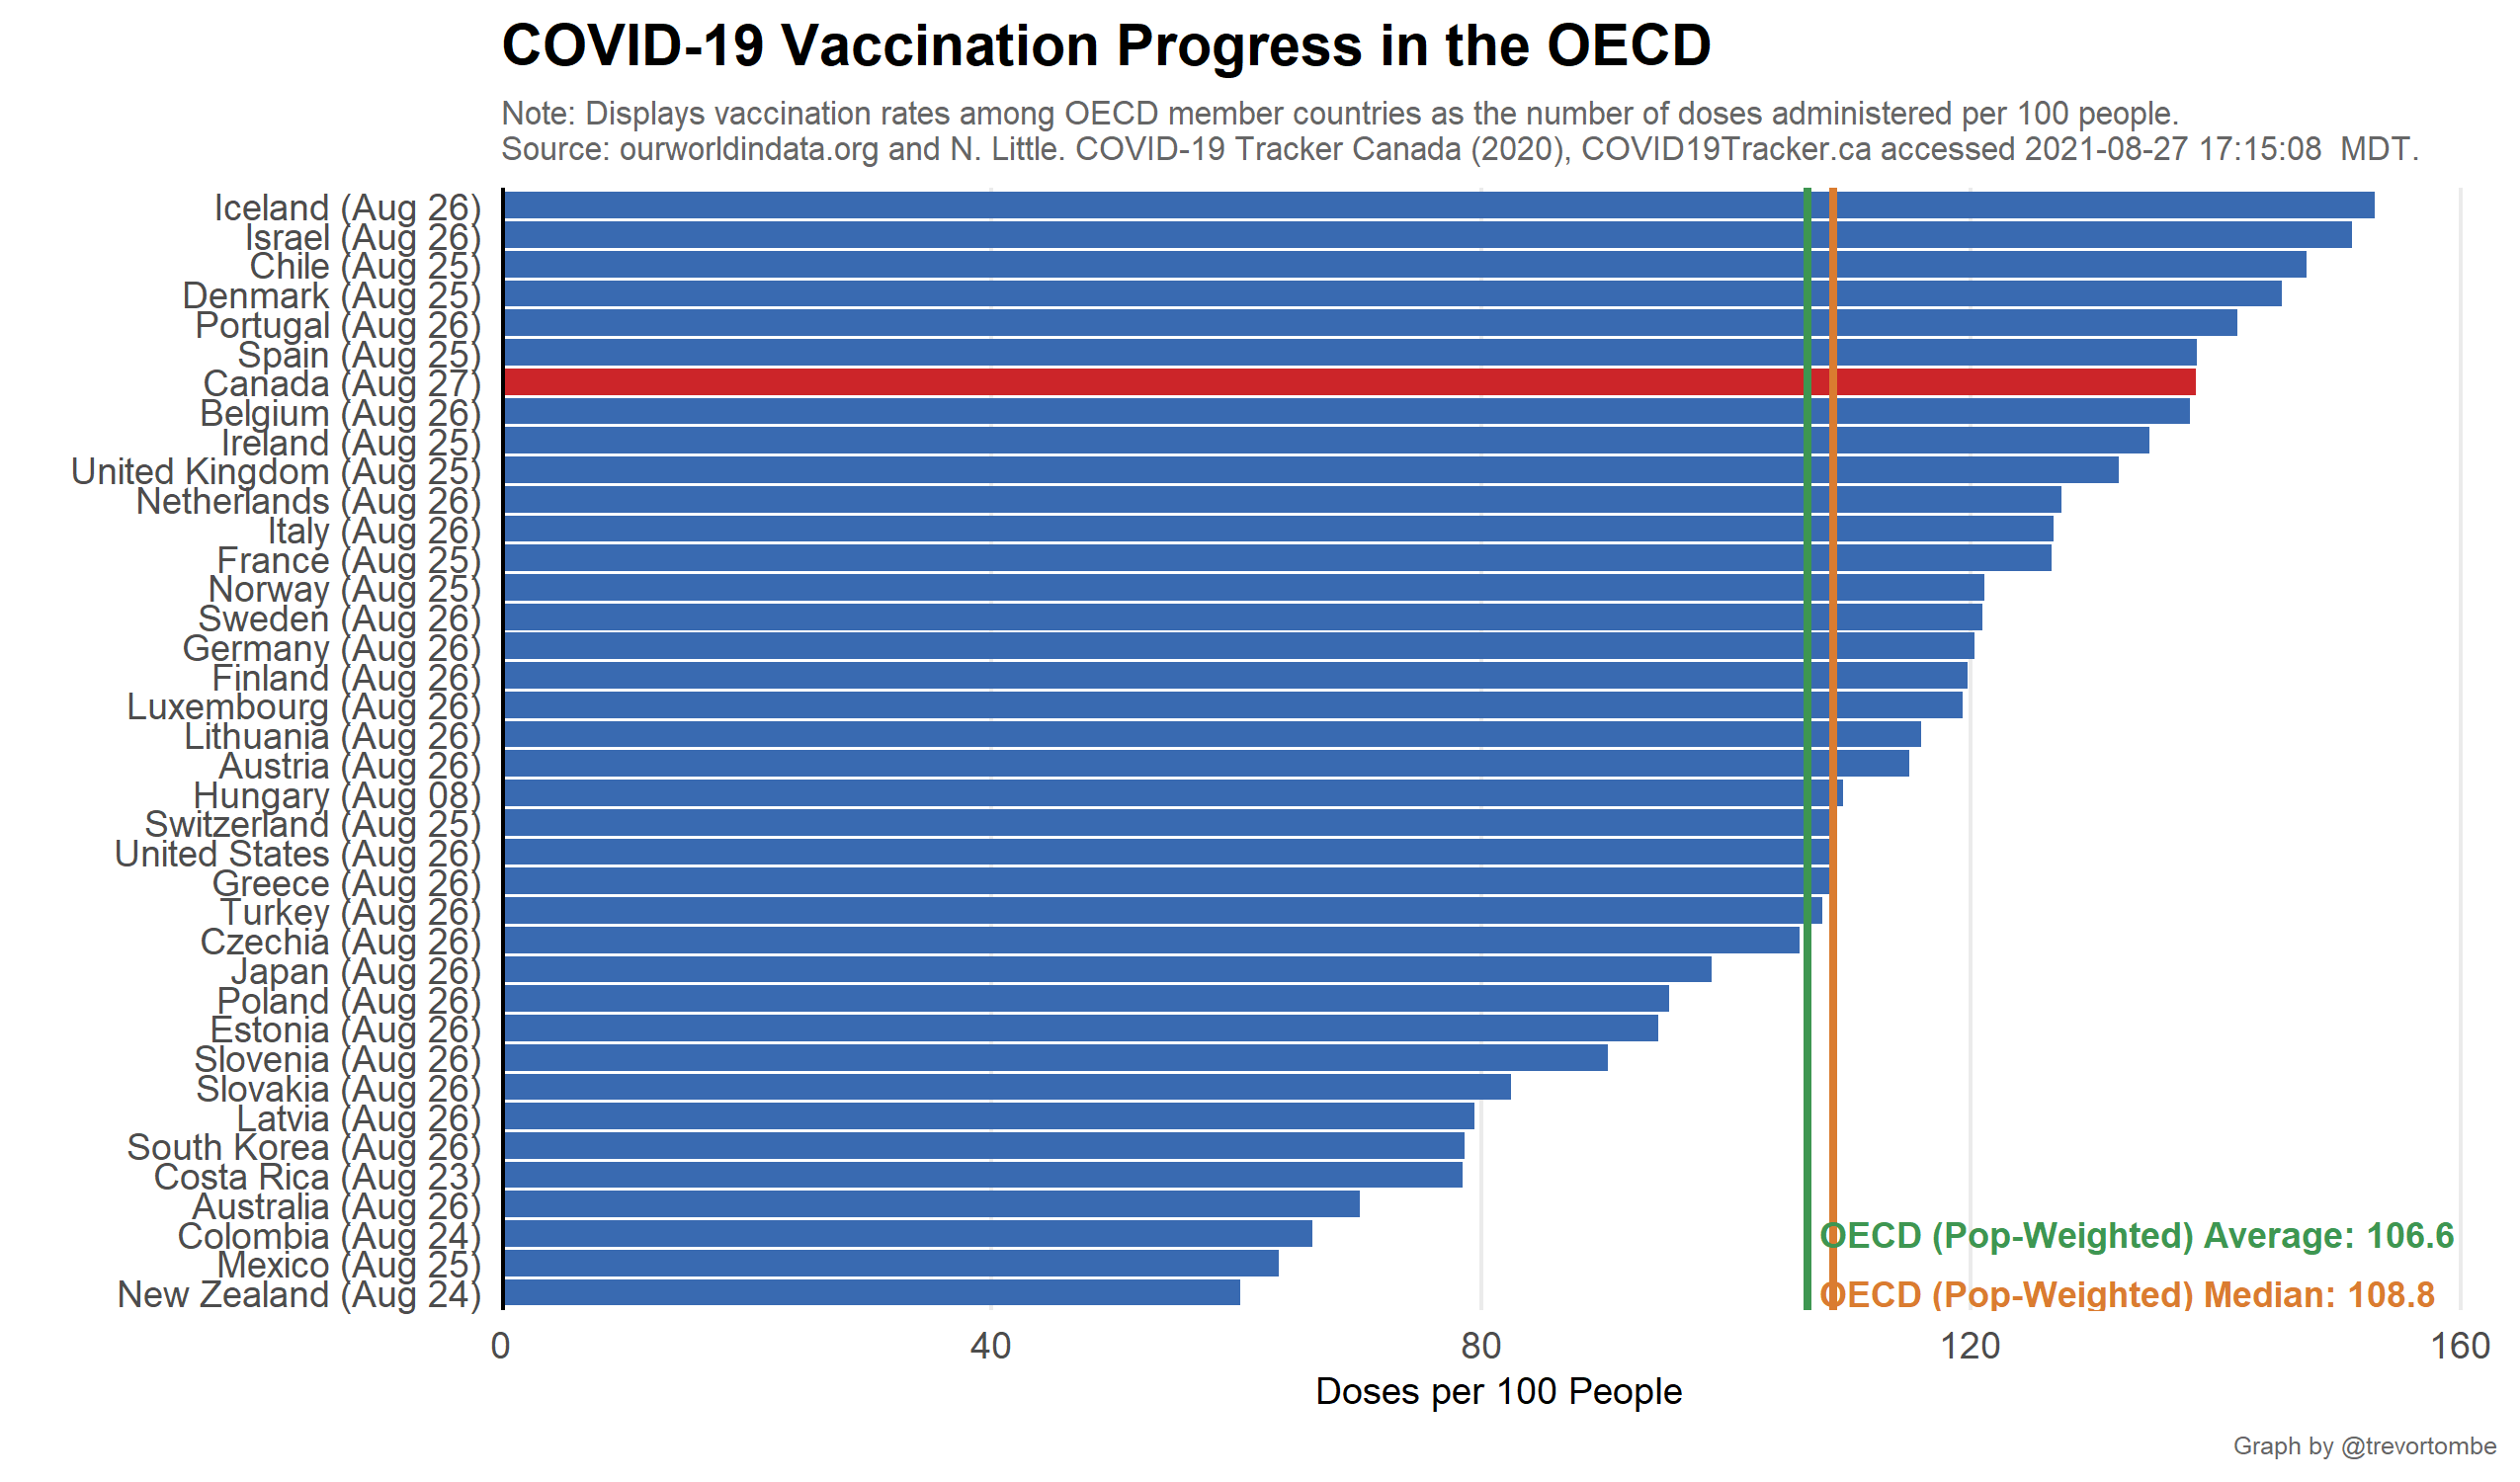 COVID-19 Vaccination Progress in the OECD
Note: Displays vaccination rates among OECD member countries as the number of doses administered per 100 people.
Source: ourworldindata.org and N. Little. COVID-19 Tracker Canada (2020), COVID19Tracker.ca accessed 2021-08-27 17:15:08  MDT.
Iceland (Aug 26)
Israel (Aug 26)
Chile (Aug 25)
Denmark (Aug 25)
Portugal (Aug 26)
Spain (Aug 25)
Canada (Aug 27)
Belgium (Aug 26)
Ireland (Aug 25)
United Kingdom (Aug 25)
Netherlands (Aug 26)
Italy (Aug 26)
France (Aug 25)
Norway (Aug 25)
Sweden (Aug 26)
Germany (Aug 26)
Finland (Aug 26)
Luxembourg (Aug 26)
Lithuania (Aug 26)
Austria (Aug 26)
Hungary (Aug 08)
Switzerland (Aug 25)
United States (Aug 26)
Greece (Aug 26)
Turkey (Aug 26)
Czechia (Aug 26)
Japan (Aug 26)
Poland (Aug 26)
Estonia (Aug 26)
Slovenia (Aug 26)
Slovakia (Aug 26)
Latvia (Aug 26)
South Korea (Aug 26)
Costa Rica (Aug 23)
Australia (Aug 26)
Colombia (Aug 24)
Mexico (Aug 25)
New Zealand (Aug 24)
OECD (Pop-Weighted) Average: 106.6
OECD (Pop-Weighted) Median: 108.8
0 40 80 120 160
Doses per 100 People
Graph by @trevortombe